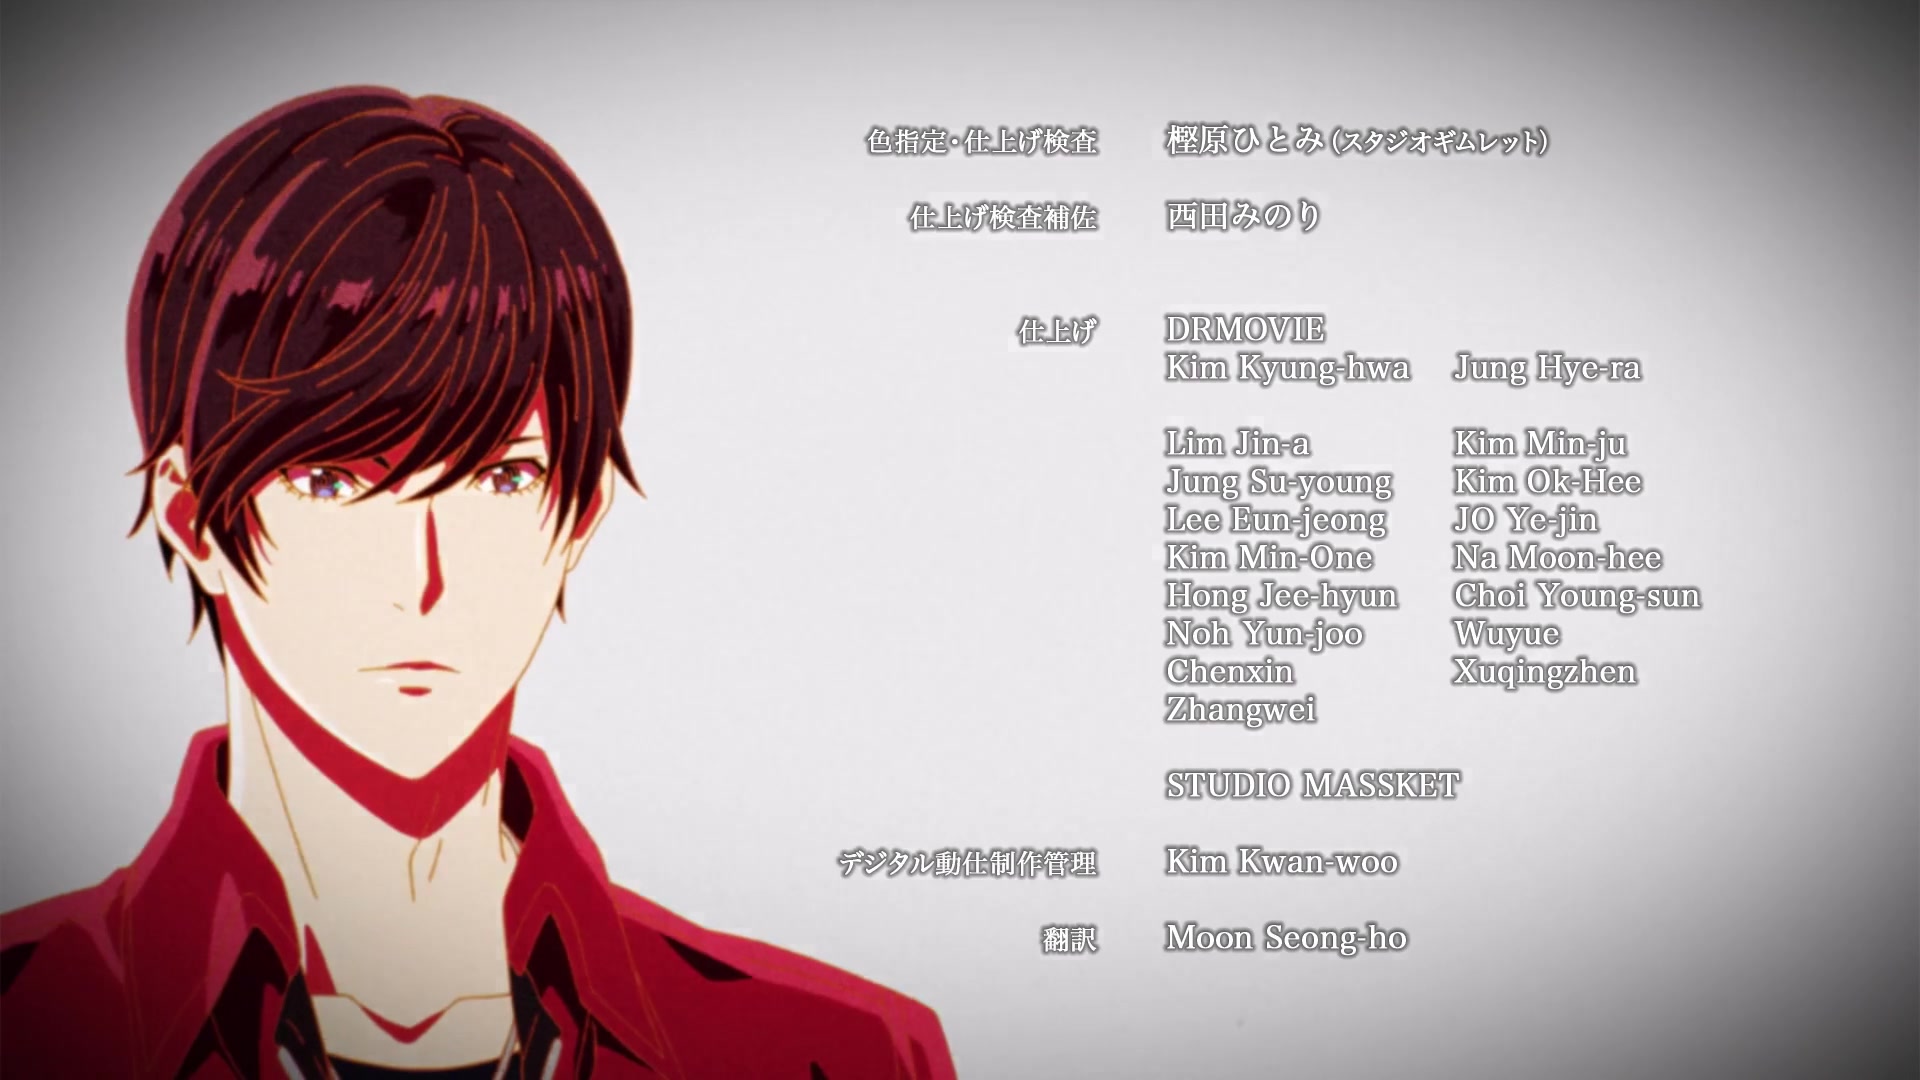 色指定・仕上げ検査 樫原ひとみ(スタジオギムレット)
仕上げ検査補佐 西田みのり
仕上げ DRMOVIE
Kim Kyung-hwa Jung Hye-ra
Lim Jin-a Kim Min-ju
Jung Su-young Kim Ok-Hee
Lee Eun-jeong JO Ye-jin
Kim Min-One Na Moon-hee
Hong Jee-hyun Choi Young-sun
Noh Yun-joo Wuyue
Chenxin Xuqingzhen
Zhangwei
STUDIO MASSKET
デジタル動仕制作管理 Kim Kwan-woo
翻訳 Moon Seong-ho